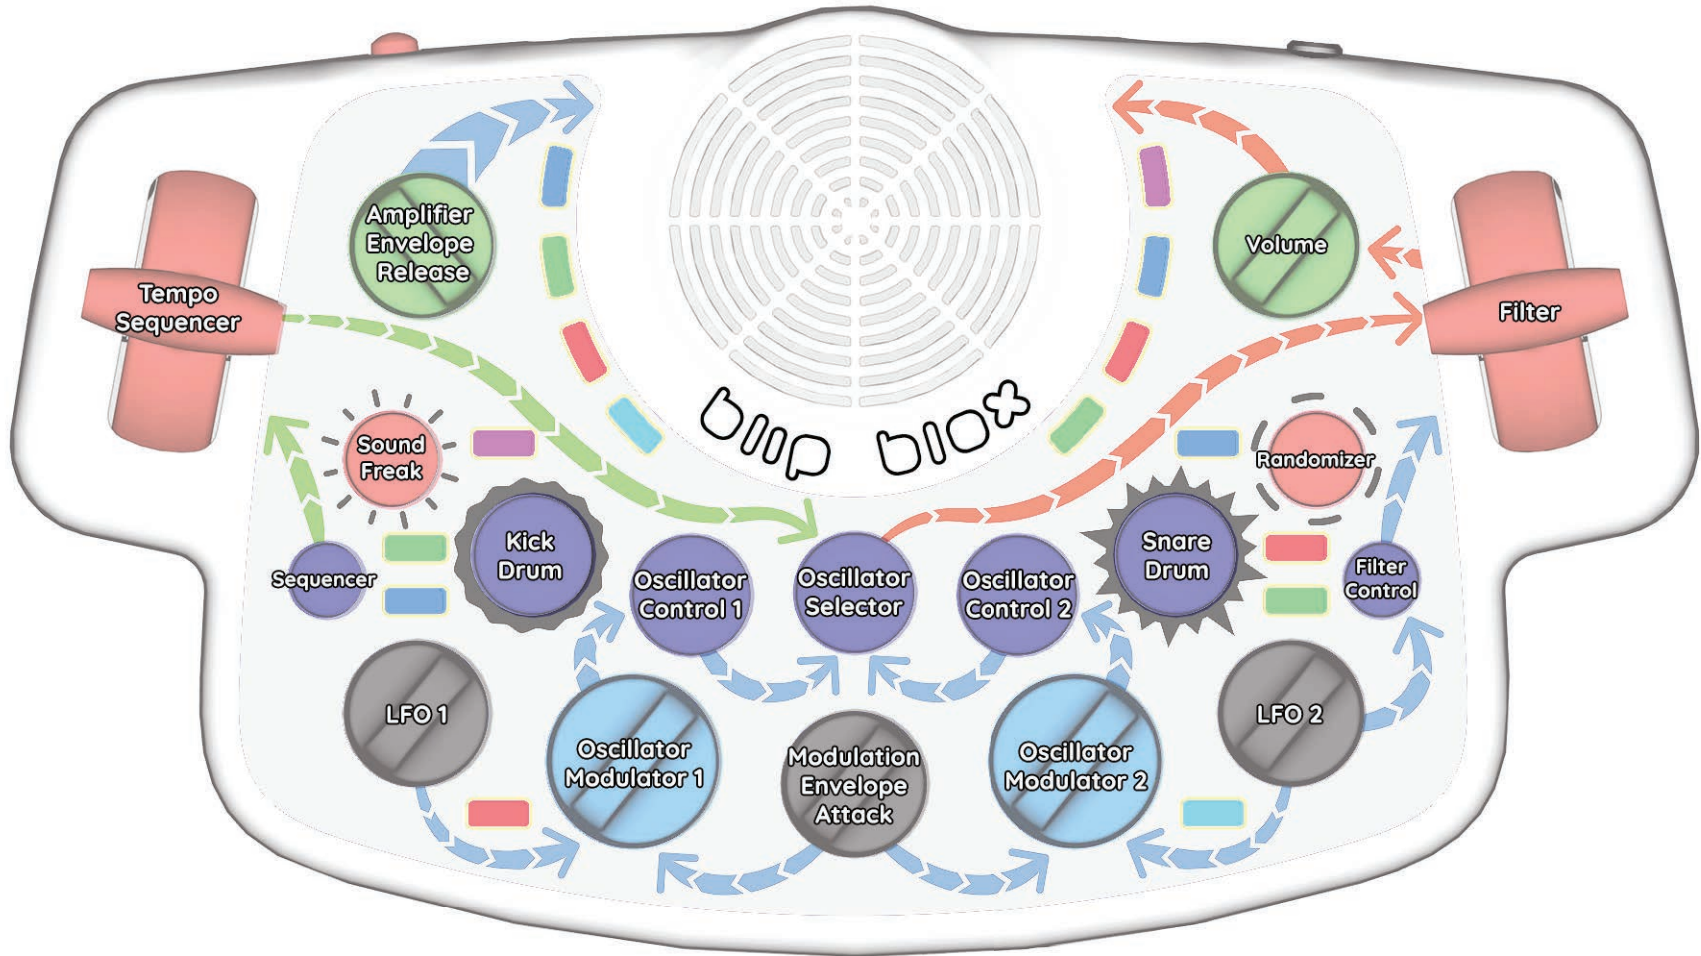 Amplifier
Envelope
Release
Volume
Tempo
Sequencer
Filter
biip blox
Sound
Freak
Randomizer
Kick
Drum
Snare
Drum
Sequencer
Oscillator
Control 1
Oscillator
Selector
Oscillator
Control 2
Filter
Control
LFO 1
Oscillator
Modulator 1
Modulation
Envelope
Attack
Oscillator
Modulator 2
LFO 2